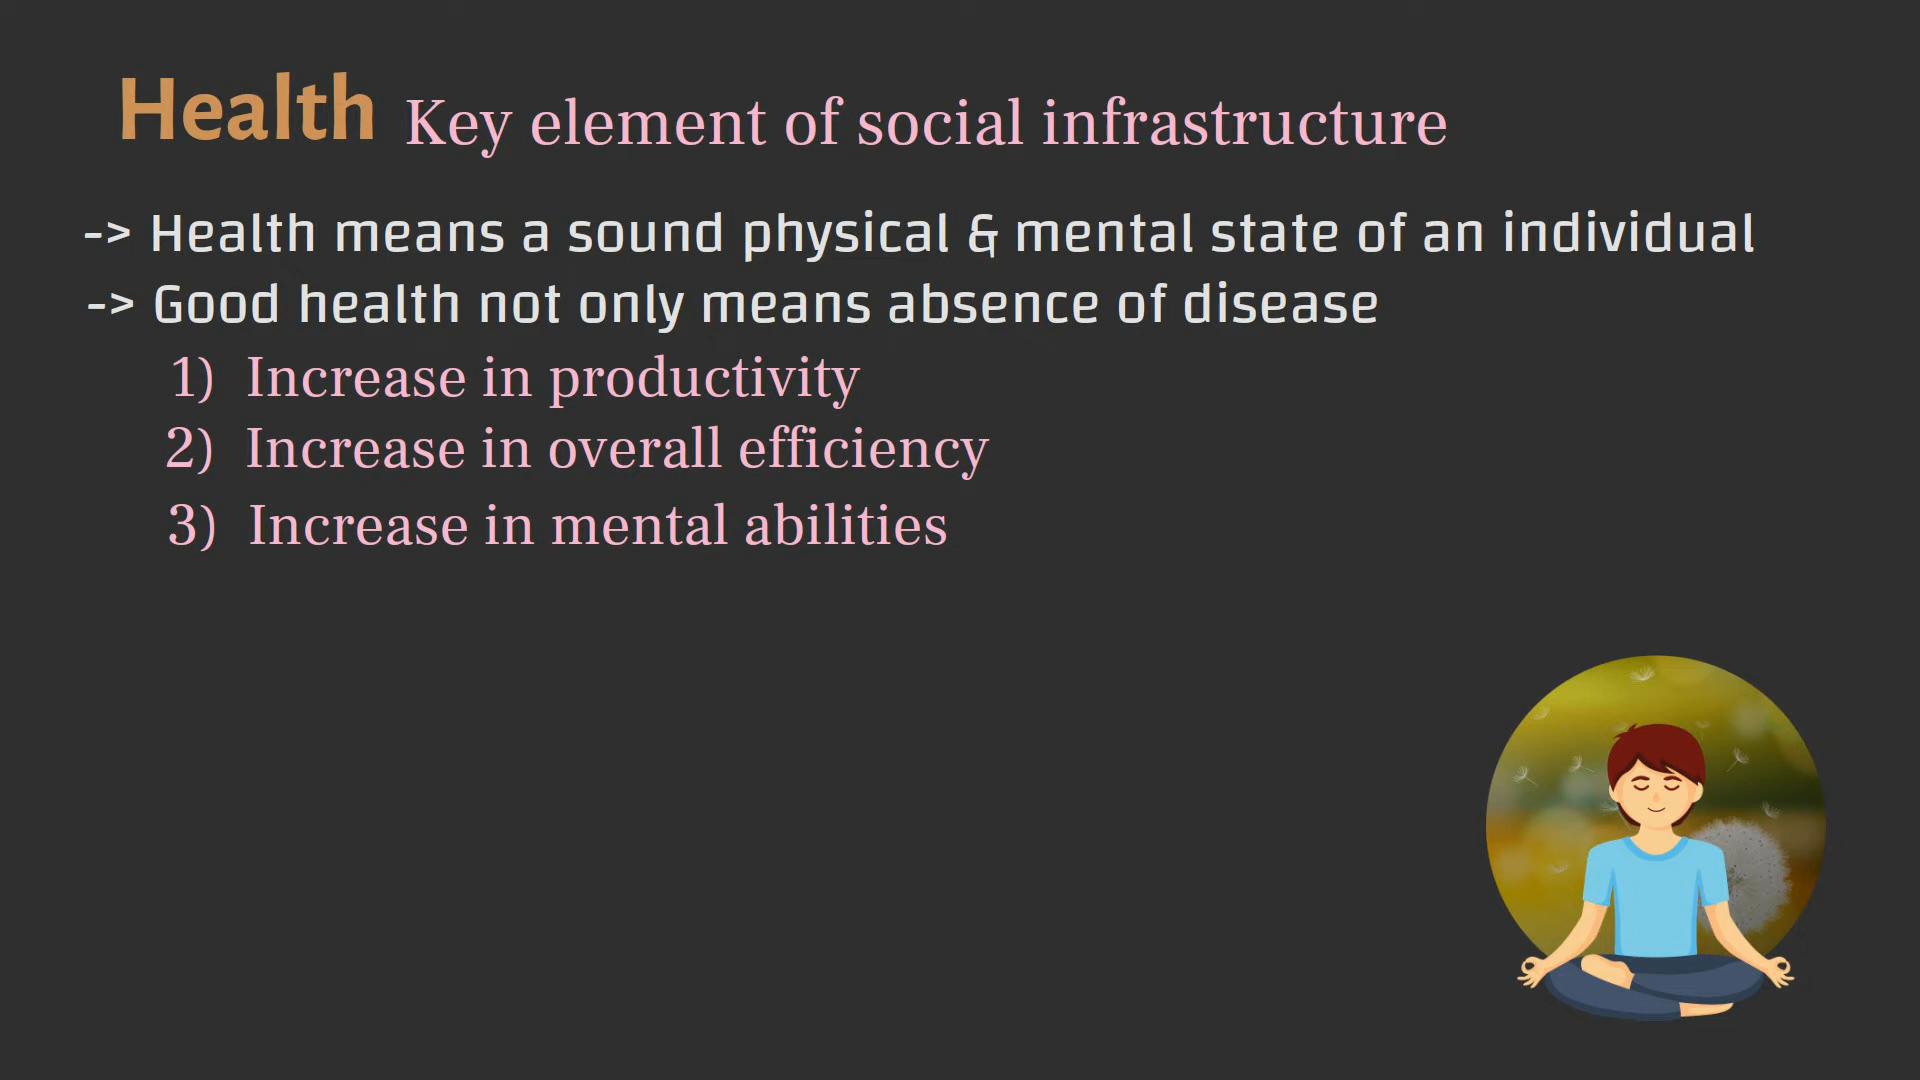 Health Key element of social infrastructure
-> Health means a sound physical & mental state of an individual
-> Good health not only means absence of disease
1) Increase in productivity
2) Increase in overall efficiency
3) Increase in mental abilities